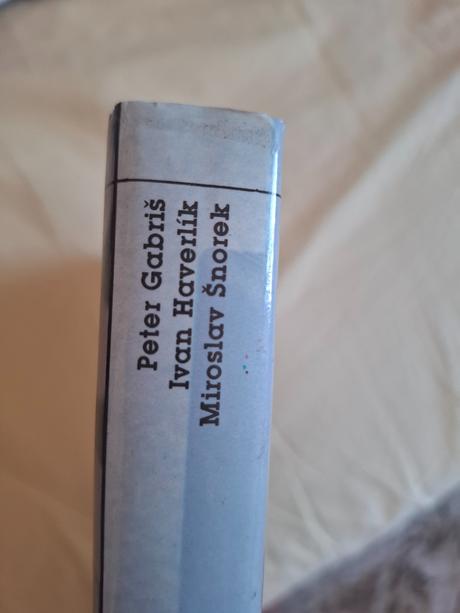 Peter Gabriš
Ivan Haverlík
Miroslav Šnorek